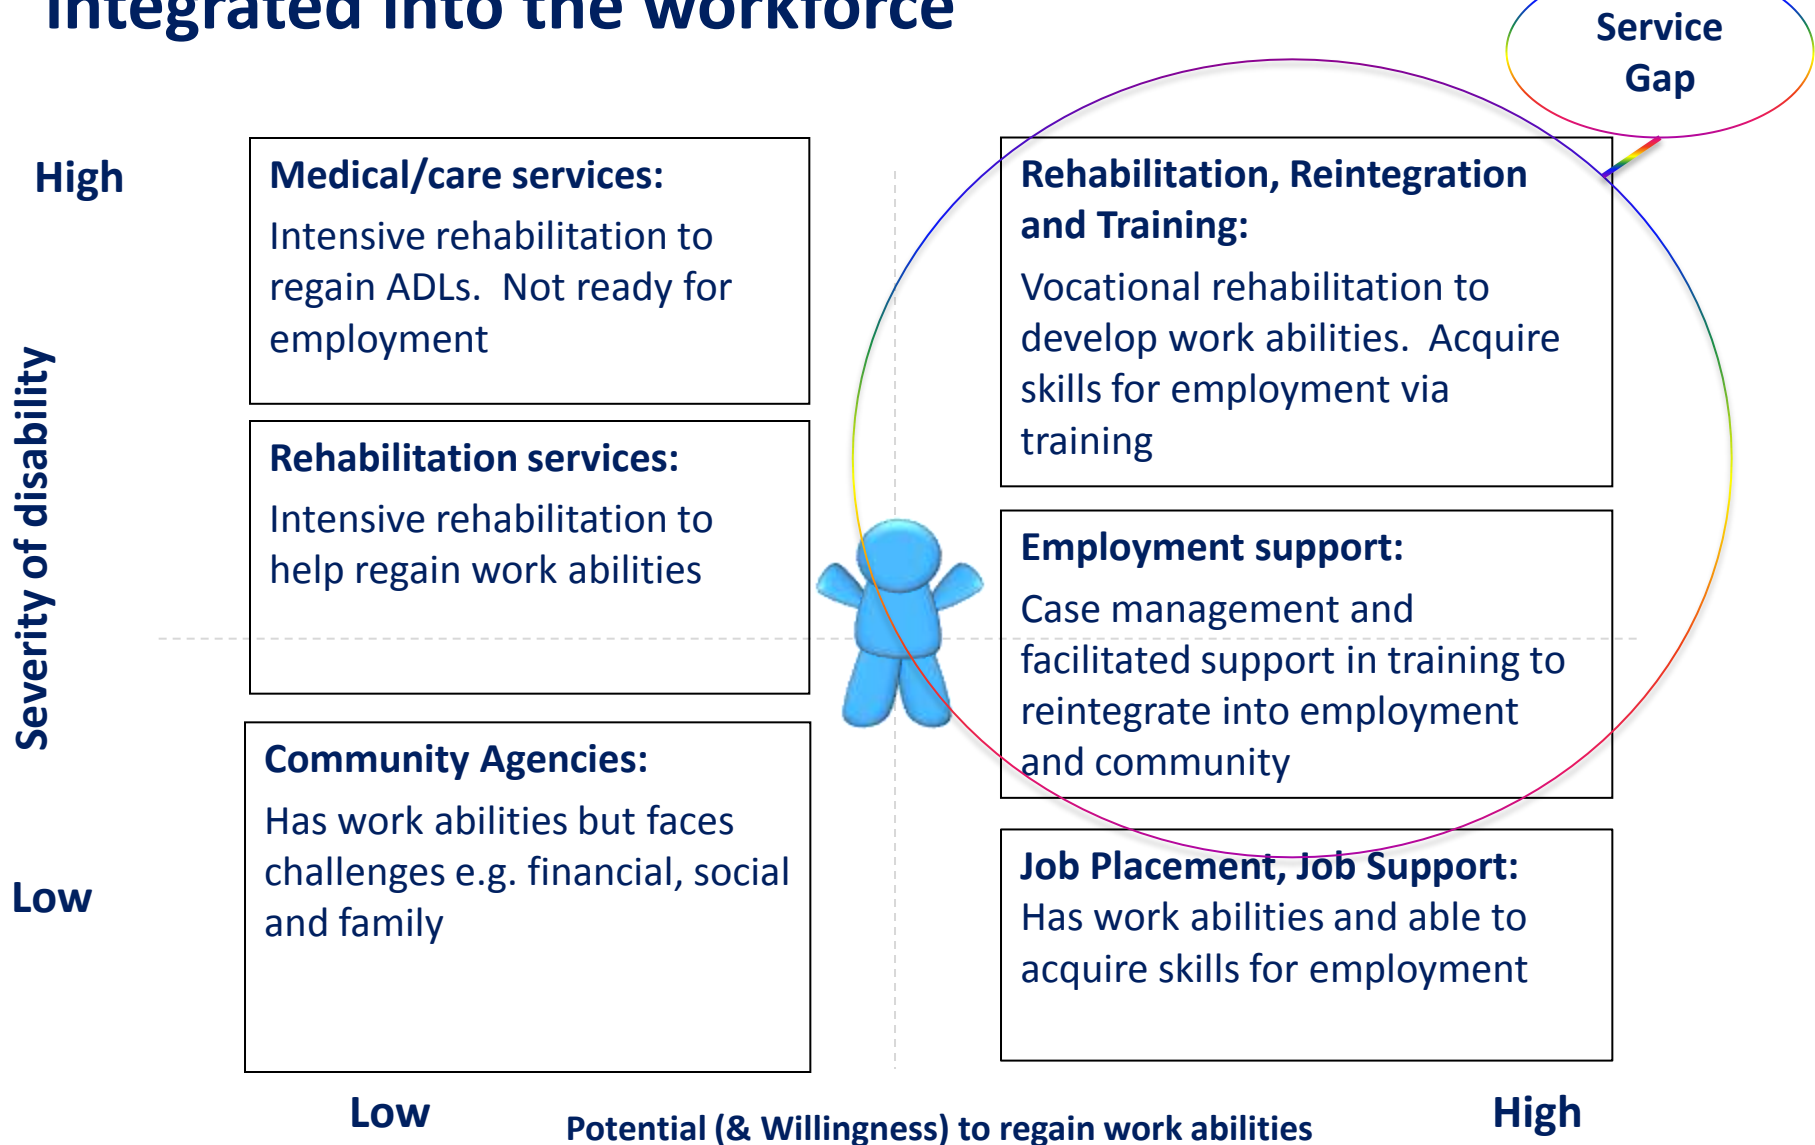 integrated into the workforce
Service
Gap
High
Medical/care services:
Intensive rehabilitation to
regain ADLs.  Not ready for
employment
Rehabilitation, Reintegration
and Training:
Vocational rehabilitation to
develop work abilities.  Acquire
skills for employment via
training
Severity of disability
Rehabilitation services:
Intensive rehabilitation to
help regain work abilities
Employment support:
Case management and
facilitated support in training to
reintegrate into employment
and community
Low
Community Agencies:
Has work abilities but faces
challenges e.g. financial, social
and family
Job Placement, Job Support:
Has work abilities and able to
acquire skills for employment
Low
Potential (& Willingness) to regain work abilities
High